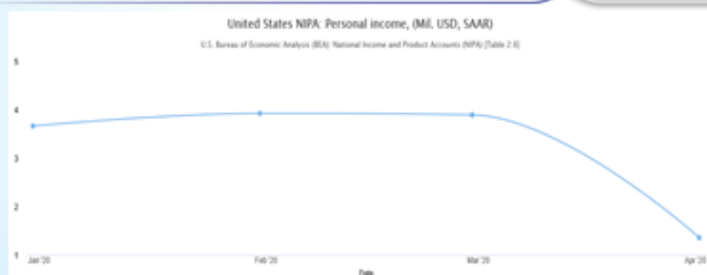 United States NIPA: Personal income, (Mil. USD, SAAR)
U.S. Bureau of Economic Analysis (BEA): National Income and Product Accounts (NIPA) [Table 2.6]
5
4
3
2
1
Jan '20 Feb '20 Mar '20 Apr '20
Date